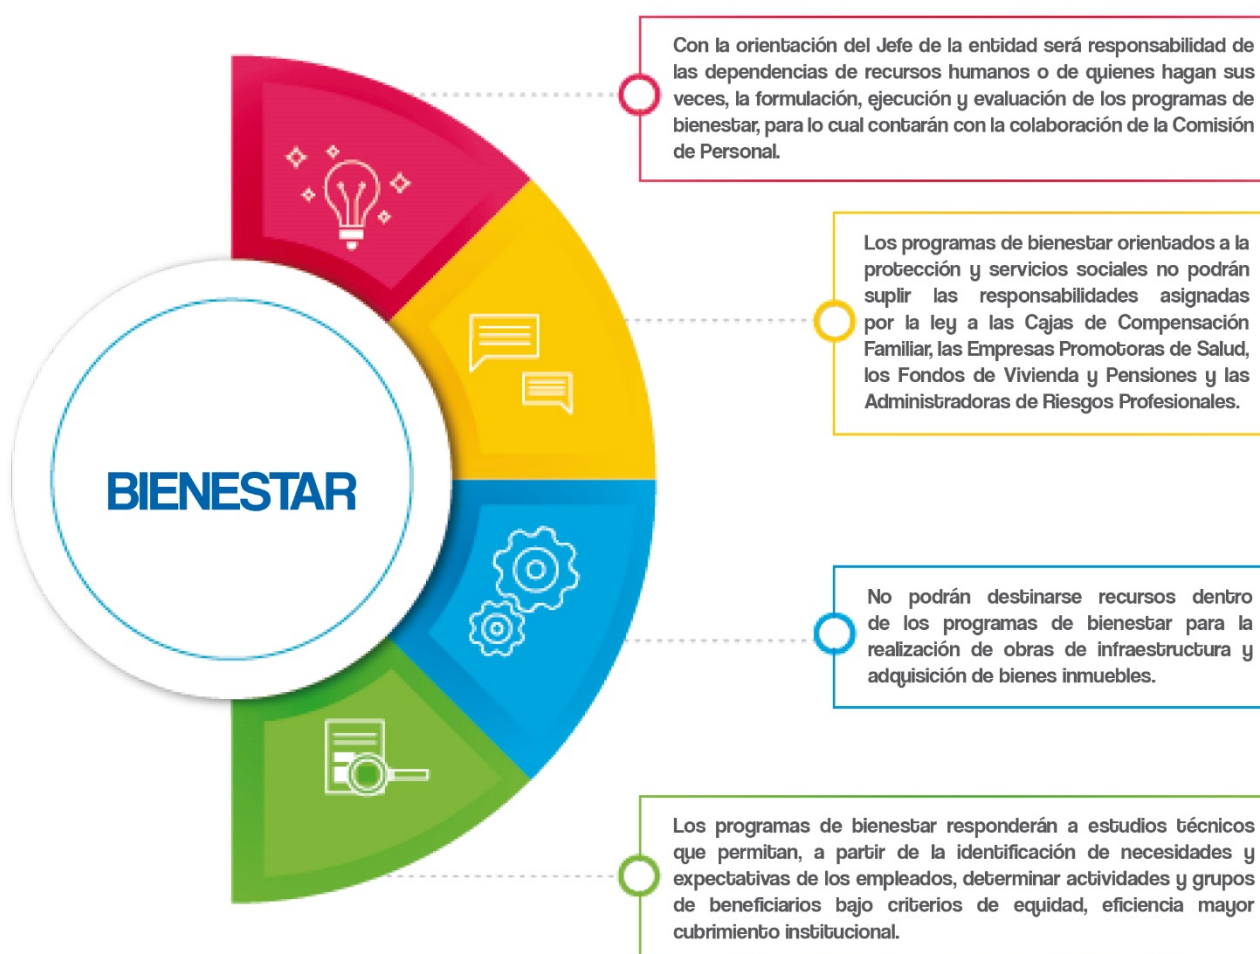 Con la orientación del Jefe de la entidad será responsabilidad de
las dependencias de recursos humanos o de quienes hagan sus
veces, la formulación, ejecución y evaluación de los programas de
bienestar, para lo cual contarán con la colaboración de la Comisión
de Personal.
Los programas de bienestar orientados a la
protección y servicios sociales no podrán
suplir las responsabilidades asignadas
por la ley a las Cajas de Compensación
Familiar, las Empresas Promotoras de Salud,
los Fondos de Vivienda y Pensiones y las
Administradoras de Riesgos Profesionales.
BIENESTAR
No podrán destinarse recursos dentro
de los programas de bienestar para la
realización de obras de infraestructura y
adquisición de bienes inmuebles.
Los programas de bienestar responderán a estudios técnicos
que permitan, a partir de la identificación de necesidades y
expectativas de los empleados, determinar actividades y grupos
de beneficiarios bajo criterios de equidad, eficiencia mayor
cubrimiento institucional.